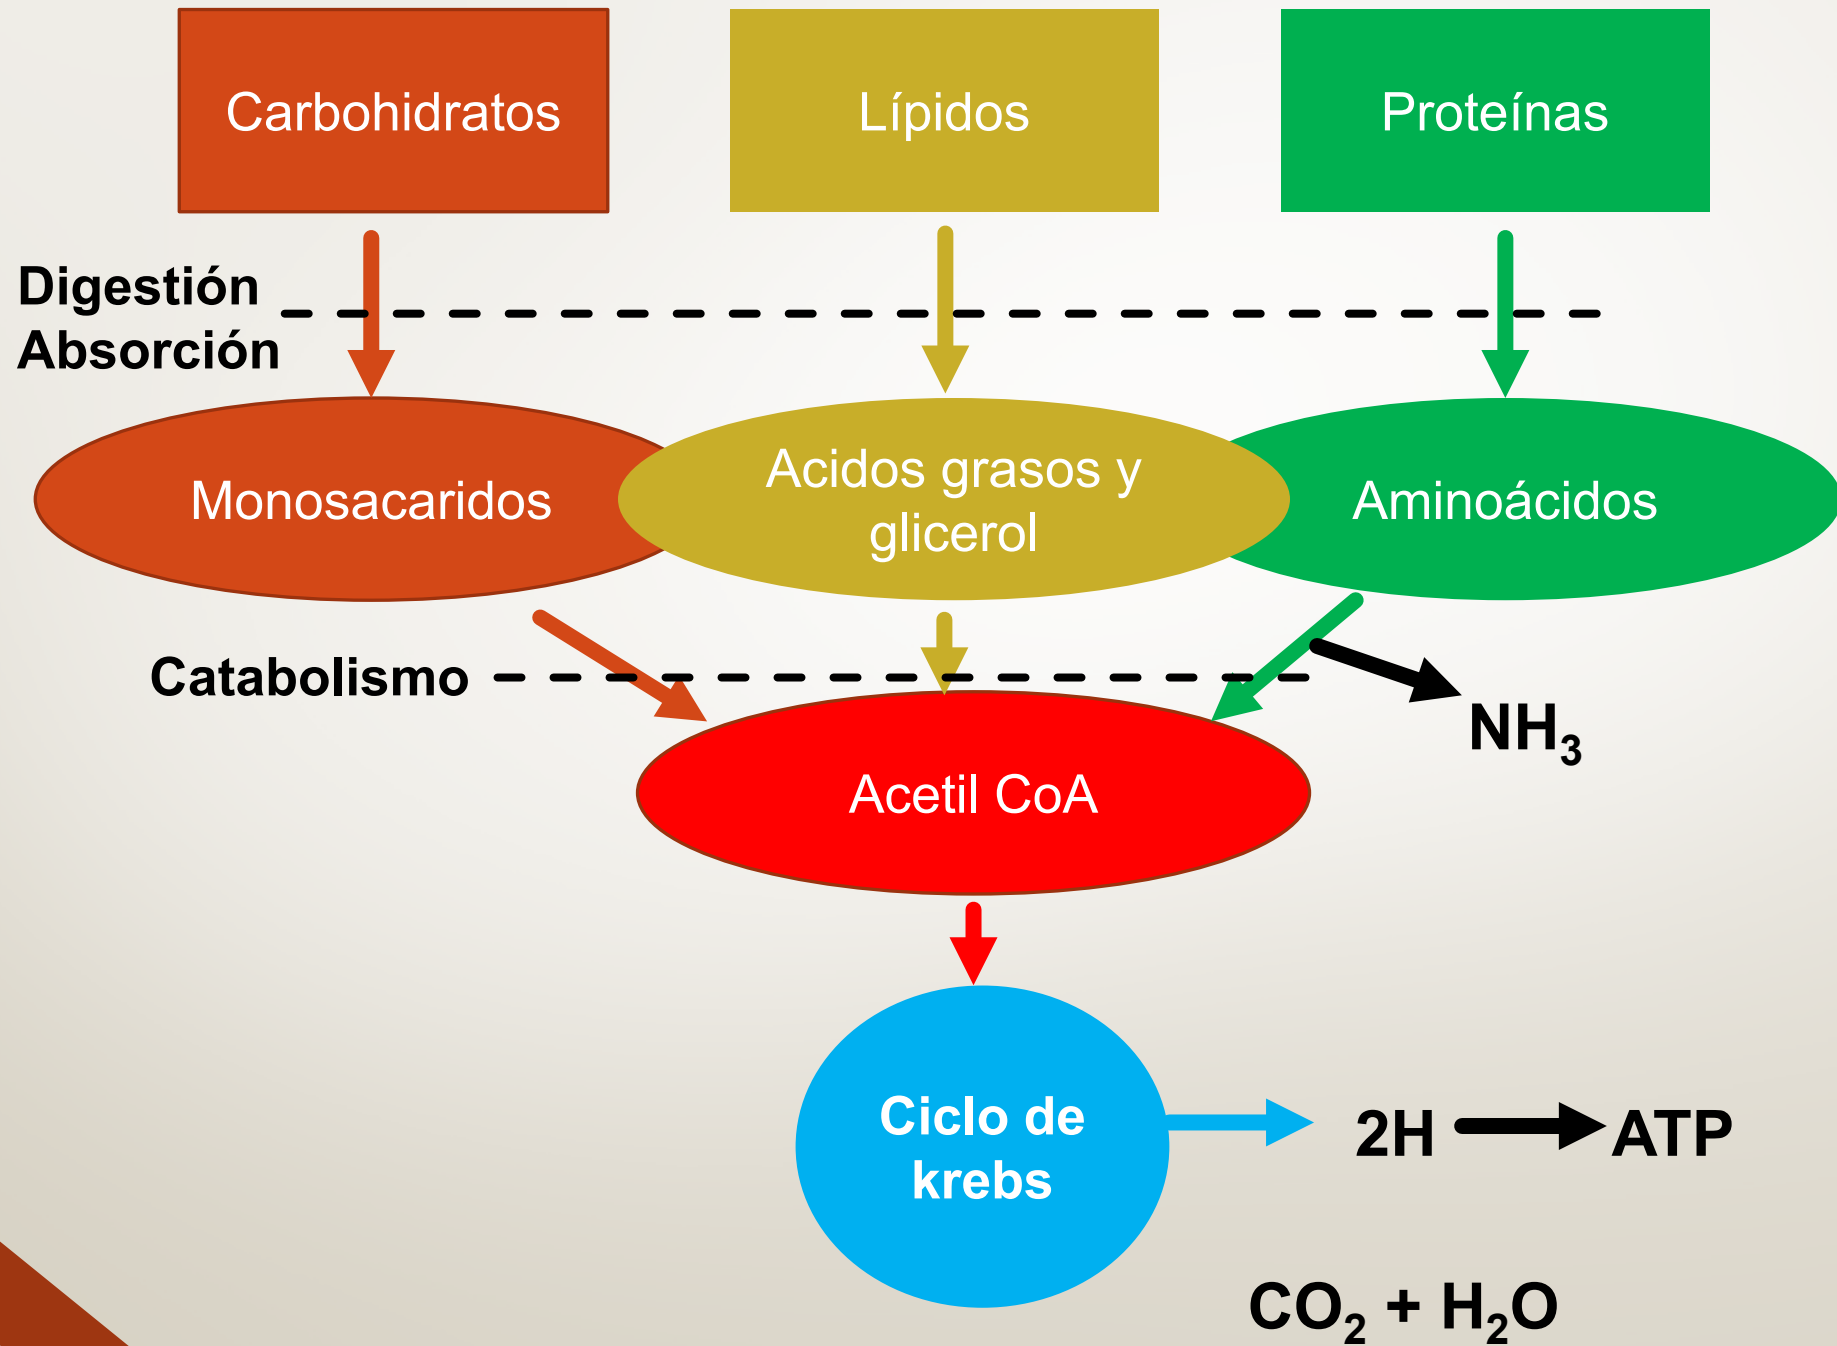 Carbohidratos
Lípidos
Proteínas
Digestión
Absorción
Monosacaridos
Acidos grasos y
glicerol
Aminoácidos
Catabolismo
NH₃
Acetil CoA
Ciclo de
krebs
2H
ATP
CO₂ + H₂O